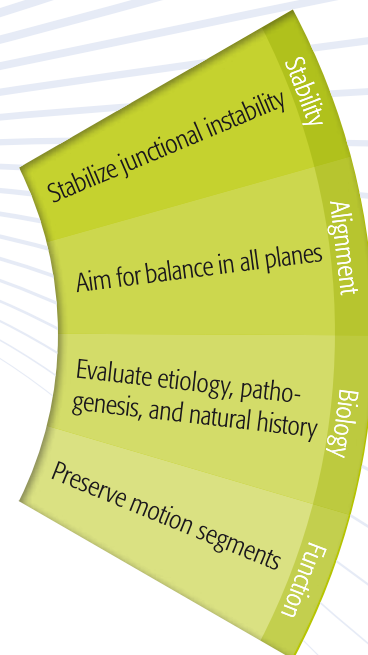 Stabilize junctional instability
Stability
Aim for balance in all planes
Alignment
Evaluate etiology, patho-
genesis, and natural history
Biology
Preserve motion segments
Function